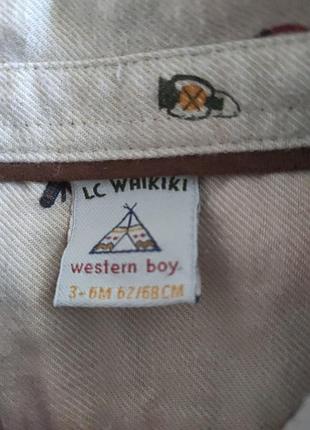 LC WAIKIKI
western boy
3-6M 62/68CM